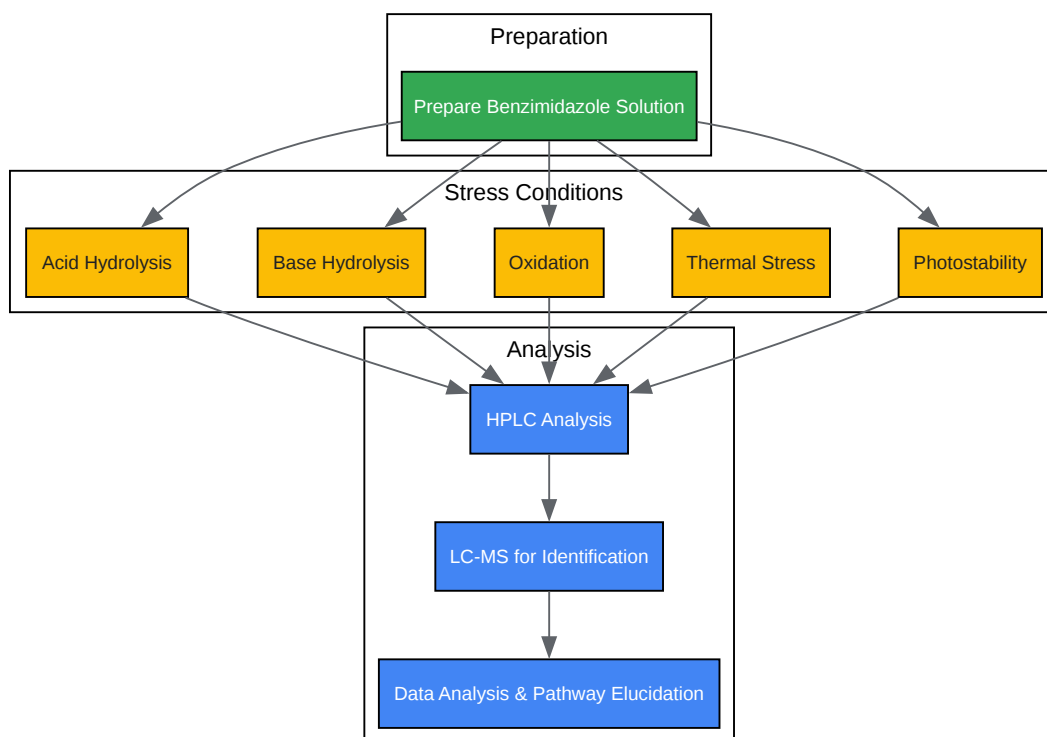 Preparation
Prepare Benzimidazole Solution
Stress Conditions
Acid Hydrolysis
Base Hydrolysis
Oxidation
Thermal Stress
Photostability
Analysis
HPLC Analysis
LC-MS for Identification
Data Analysis & Pathway Elucidation